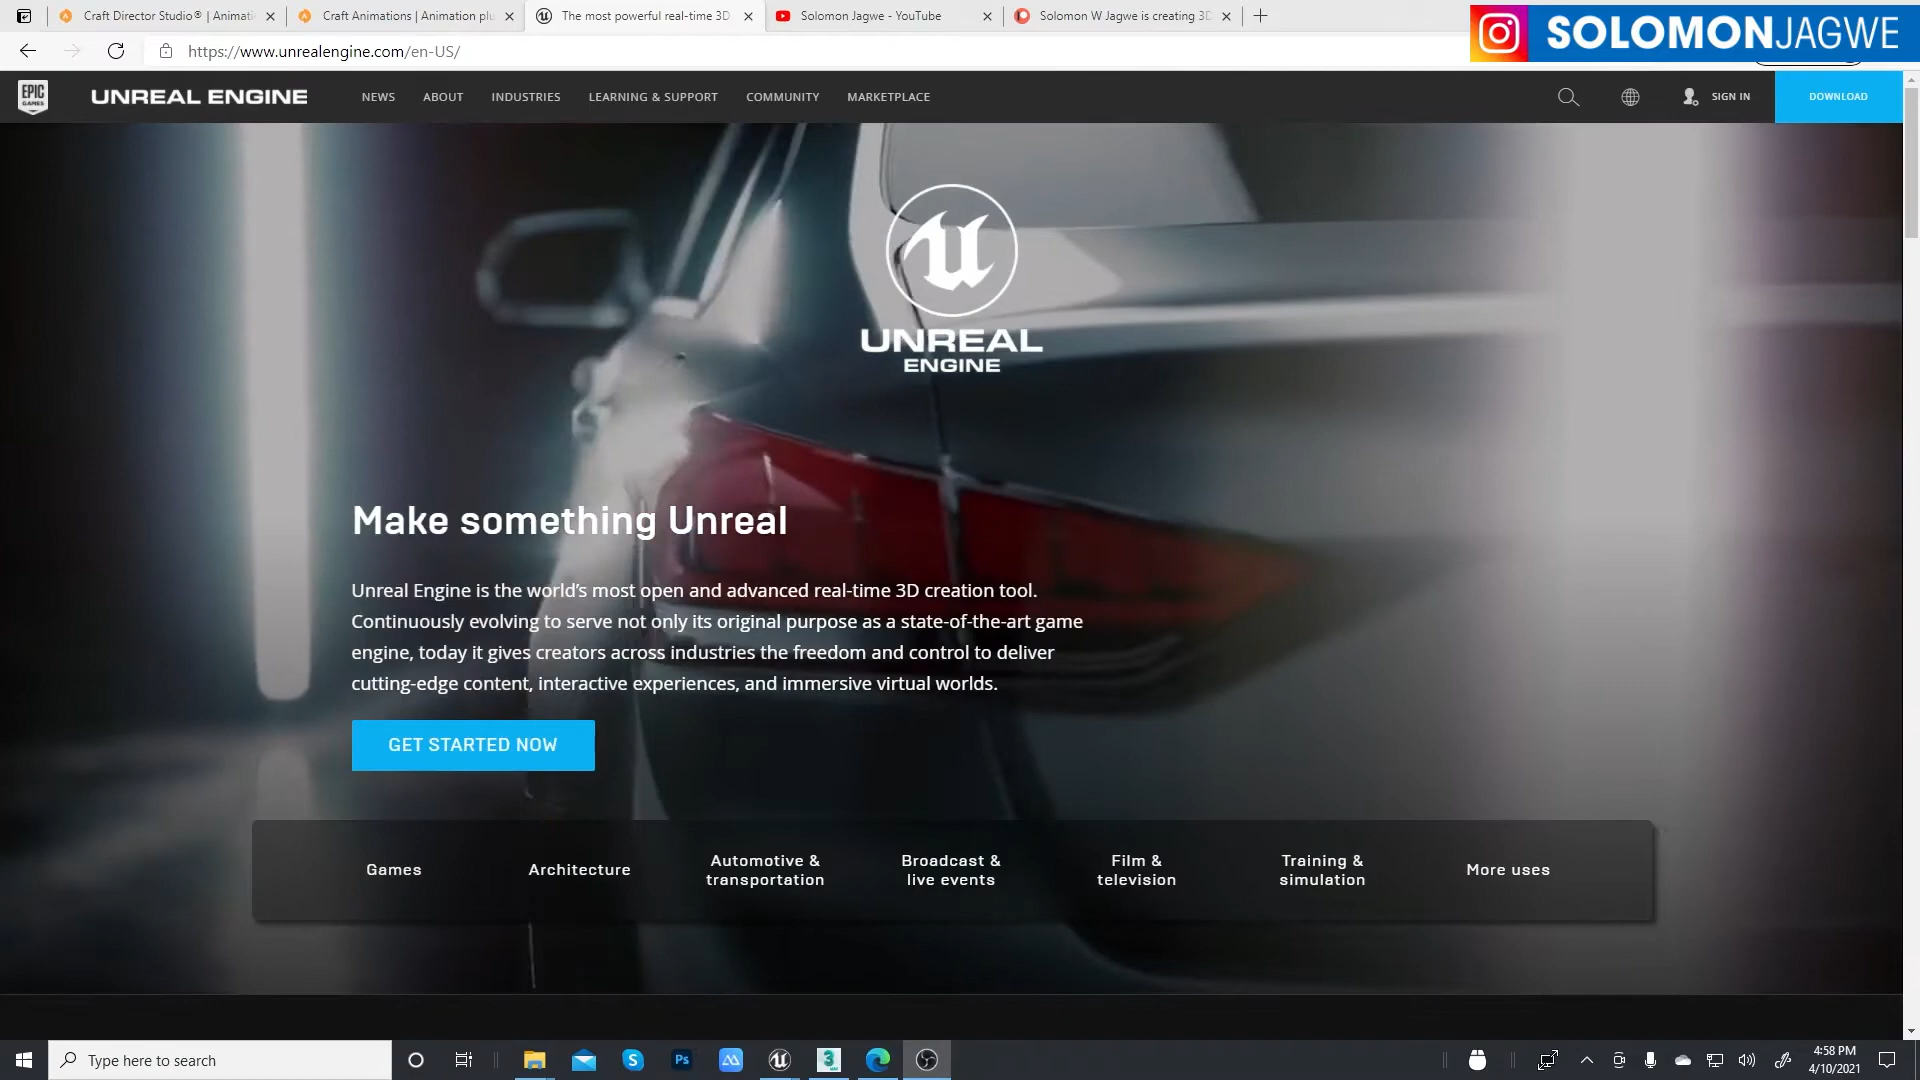 Craft Director Studio® | Animati
Craft Animations | Animation plu
The most powerful real-time 3D
Solomon Jagwe - YouTube
Solomon W Jagwe is creating 3D
SOLOMONJAGWE
https://www.unrealengine.com/en-US/
EPIC GAMES
UNREAL ENGINE
NEWS
ABOUT
INDUSTRIES
LEARNING & SUPPORT
COMMUNITY
MARKETPLACE
SIGN IN
DOWNLOAD
UNREAL
ENGINE
Make something Unreal
Unreal Engine is the world’s most open and advanced real-time 3D creation tool.
Continuously evolving to serve not only its original purpose as a state-of-the-art game
engine, today it gives creators across industries the freedom and control to deliver
cutting-edge content, interactive experiences, and immersive virtual worlds.
GET STARTED NOW
Games
Architecture
Automotive &
transportation
Broadcast &
live events
Film &
television
Training &
simulation
More uses
Type here to search
Ps
4:58 PM
4/10/2021